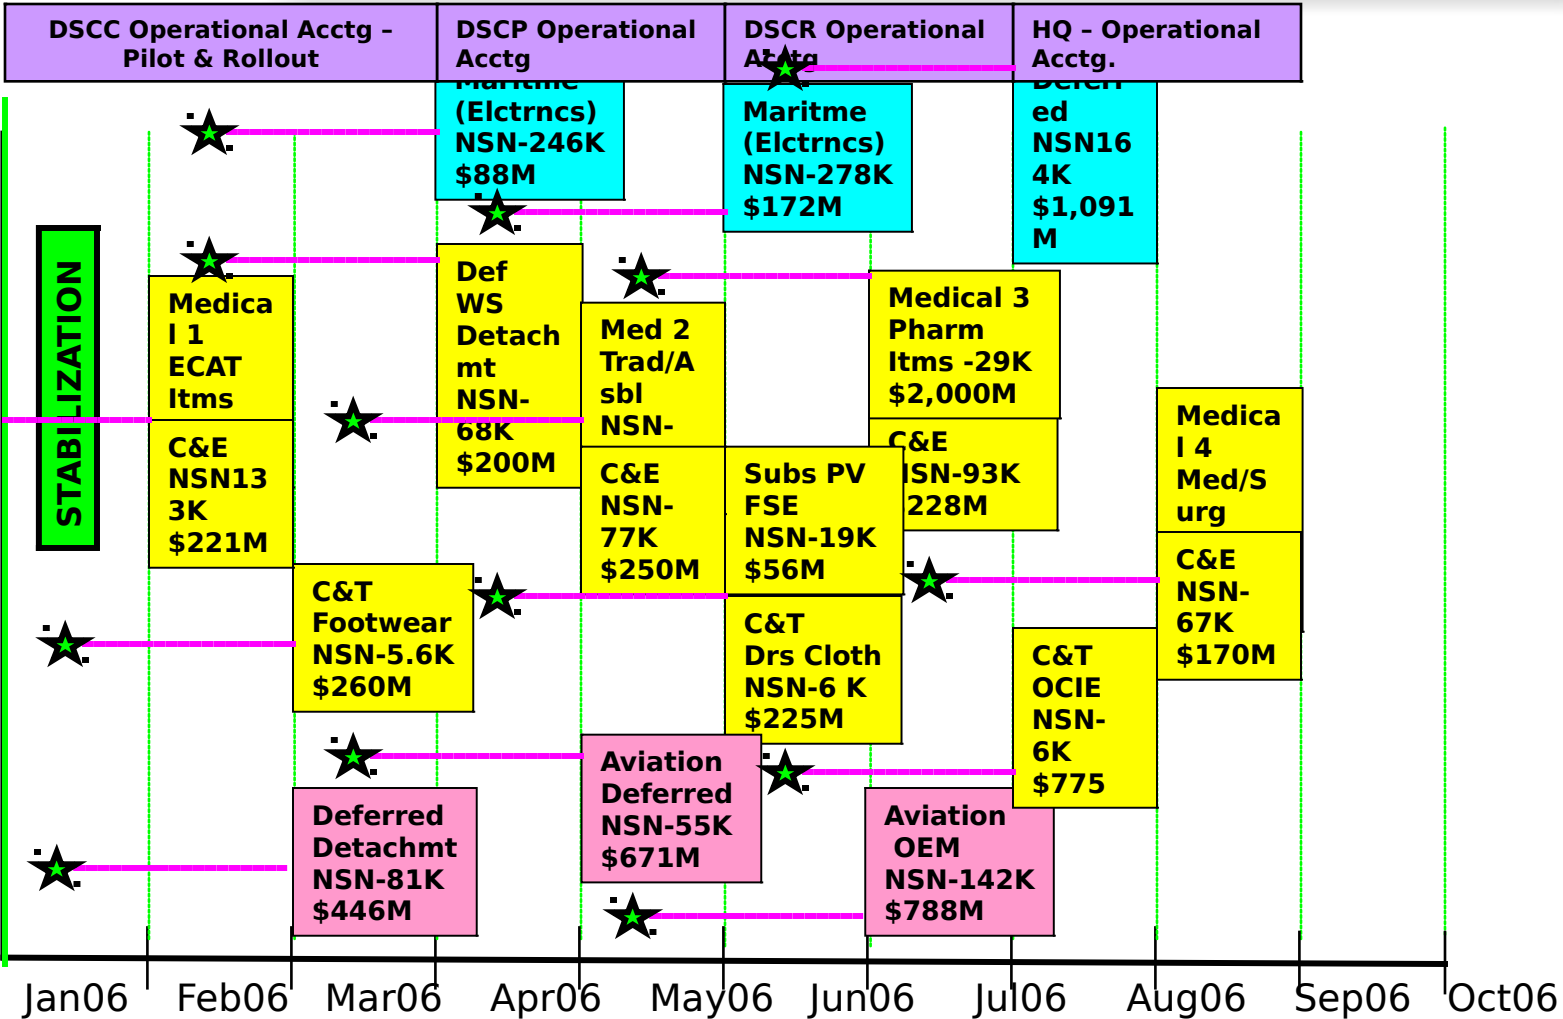 DSCC Operational Acctg –
Pilot & Rollout
DSCP Operational
Acctg
DSCR Operational
Acctg
HQ – Operational
Acctg.
Maritme
(Elctrncs)
NSN-246K
$88M
Maritme
(Elctrncs)
NSN-278K
$172M
Deferr
ed
NSN16
4K
$1,091
M
STABILIZATION
Medica
l 1
ECAT
Itms
C&E
NSN13
3K
$221M
Def
WS
Detach
mt
NSN-
68K
$200M
Med 2
Trad/A
sbl
NSN-
C&E
NSN-
77K
$250M
Subs PV
FSE
NSN-19K
$56M
Medical 3
Pharm
Itms -29K
$2,000M
C&E
NSN-93K
228M
Medica
l 4
Med/S
urg
C&E
NSN-
67K
$170M
C&T
Footwear
NSN-5.6K
$260M
C&T
Drs Cloth
NSN-6 K
$225M
C&T
OCIE
NSN-
6K
$775
Deferred
Detachmt
NSN-81K
$446M
Aviation
Deferred
NSN-55K
$671M
Aviation
OEM
NSN-142K
$788M
Jan06 Feb06 Mar06 Apr06 May06 Jun06 Jul06 Aug06 Sep06 Oct06